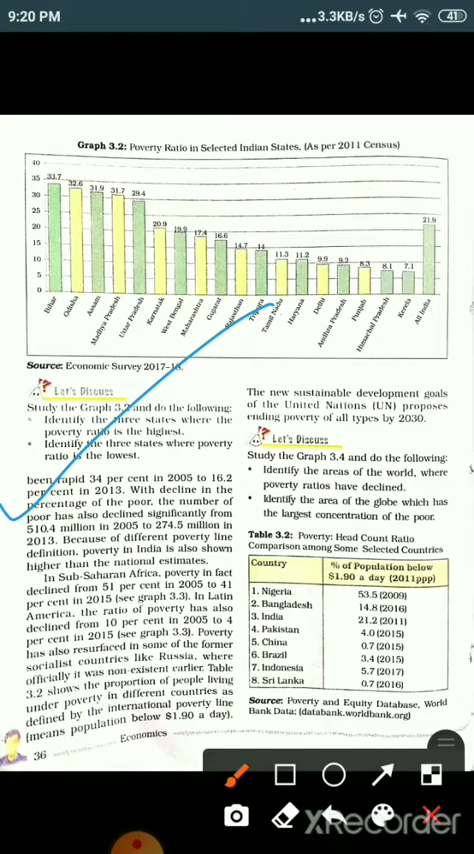 9:20 PM
...3.3KB/s
41
Graph 3.2: Poverty Ratio in Selected Indian States, (As per 2011 Census)
40
35
30
25
20
15
10
5
0
33.7
32.6
31.9
31.7
29.4
20.9
19.9
17.4
16.6
14.7
14
11.3
11.2
9.9
9.2
8.3
8.1
7.1
21.9
Bihar
Odisha
Assam
Madhya Pradesh
Uttar Pradesh
Karnatak
West Bengal
Maharashtra
Gujarat
Rajasthan
Tripura
Tamil Nadu
Haryana
Delhi
Andhra Pradesh
Punjab
Himachal Pradesh
Kerela
All India
Source: Economic Survey 2017-18.
Let's Discuss
Study the Graph 3.2 and do the following:
• Identify the three states where the
poverty ratio is the highest.
• Identify the three states where poverty
ratio is the lowest.
been rapid 34 per cent in 2005 to 16.2
per cent in 2013. With decline in the
percentage of the poor, the number of
poor has also declined significantly from
510.4 million in 2005 to 274.5 million in
2013. Because of different poverty line
definition, poverty in India is also shown
higher than the national estimates.
In Sub-Saharan Africa, poverty in fact
declined from 51 per cent in 2005 to 41
per cent in 2015 (see graph 3.3). In Latin
America, the ratio of poverty has also
declined from 10 per cent in 2005 to 4
per cent in 2015 (see graph 3.3). Poverty
has also resurfaced in some of the former
socialist countries like Russia, where
officially it was non-existent earlier. Table
3.2 shows the proportion of people living
under poverty in different countries as
defined by the international poverty line
(means population below $1.90 a day).
The new sustainable development goals
of the United Nations (UN) proposes
ending poverty of all types by 2030.
Let's Discuss
Study the Graph 3.4 and do the following:
• Identify the areas of the world, where
poverty ratios have declined.
• Identify the area of the globe which has
the largest concentration of the poor.
Table 3.2: Poverty: Head Count Ratio
Comparison among Some Selected Countries
Country % of Population below
$1.90 a day (2011ppp)
1. Nigeria 53.5 (2009)
2. Bangladesh 14.8 (2016)
3. India 21.2 (2011)
4. Pakistan 4.0 (2015)
5. China 0.7 (2015)
6. Brazil 3.4 (2015)
7. Indonesia 5.7 (2017)
8. Sri Lanka 0.7 (2016)
Source: Poverty and Equity Database, World
Bank Data: (databank.worldbank.org)
36
Economics
XRecorder